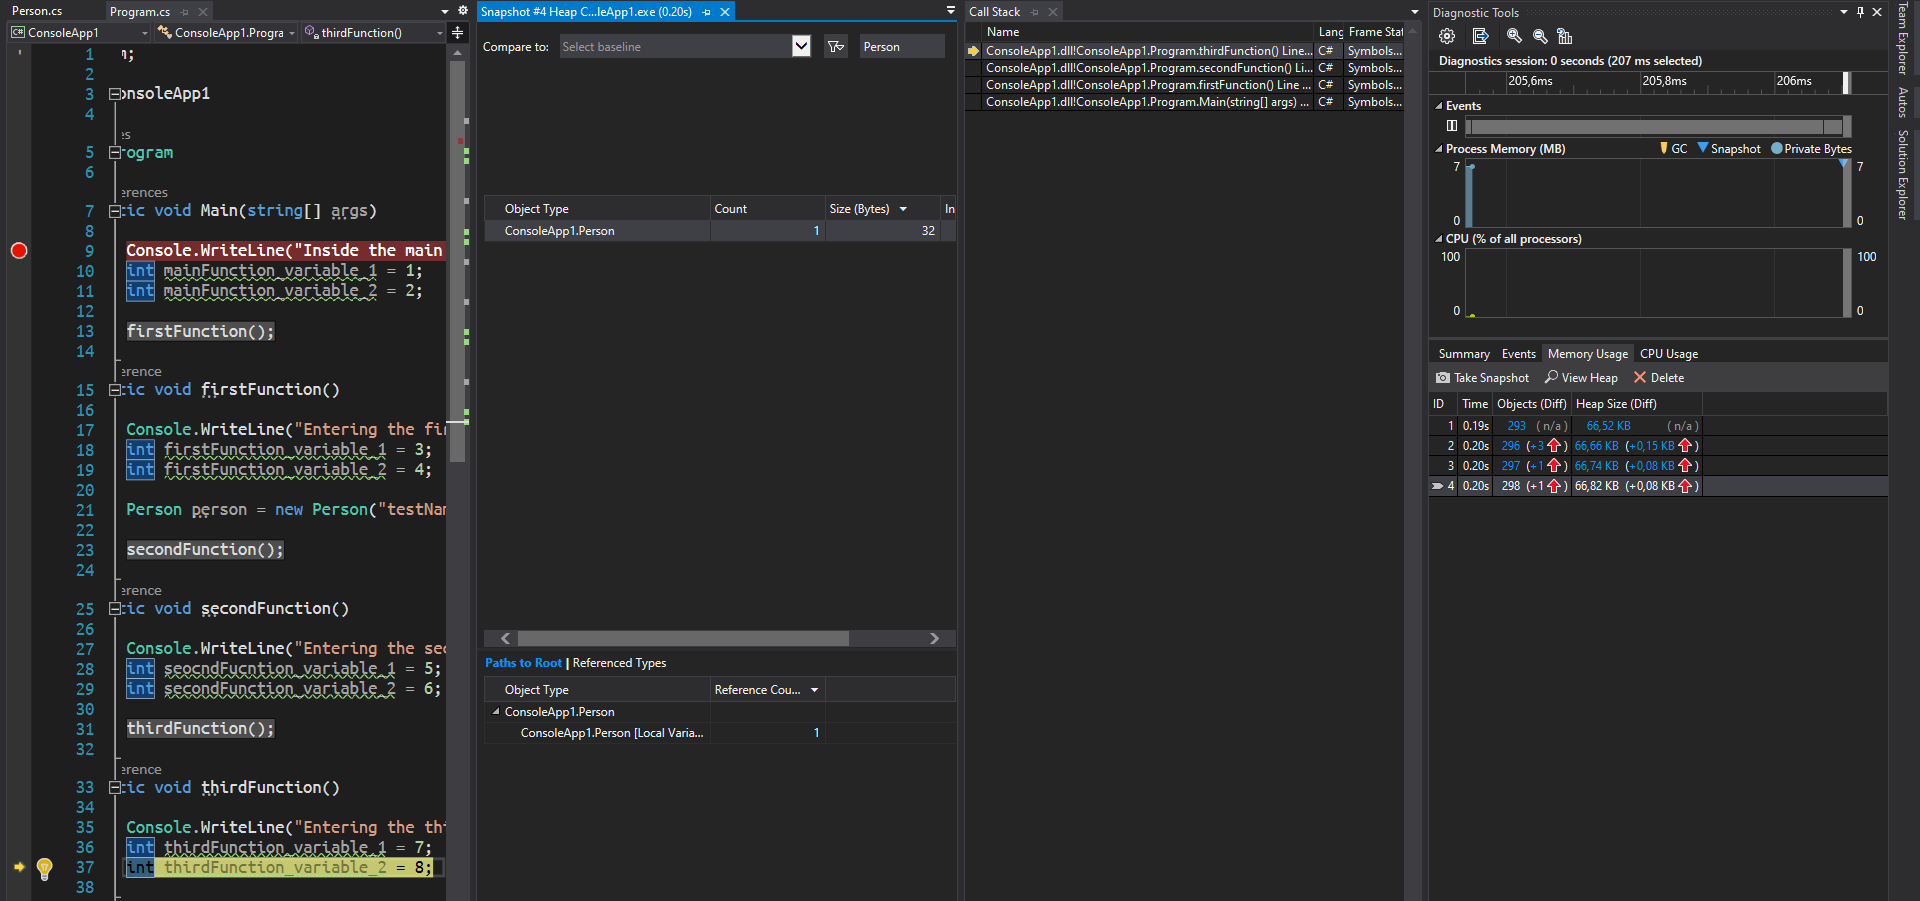 Person.cs
Program.cs
ConsoleApp1
ConsoleApp1.Progra
thirdFunction()
1
2
3 onsoleApp1
4
es
5 rogram
6
erences
7 tic void Main(string[] args)
8
9 Console.WriteLine("Inside the main
10 int mainFunction_variable_1 = 1;
11 int mainFunction_variable_2 = 2;
12
13 firstFunction();
14
erence
15 tic void firstFunction()
16
17 Console.WriteLine("Entering the fir
18 int firstFunction_variable_1 = 3;
19 int firstFunction_variable_2 = 4;
20
21 Person person = new Person("testNam
22
23 secondFunction();
24
erence
25 tic void secondFunction()
26
27 Console.WriteLine("Entering the sec
28 int seocndFucntion_variable_1 = 5;
29 int secondFunction_variable_2 = 6;
30
31 thirdFunction();
32
erence
33 tic void thirdFunction()
34
35 Console.WriteLine("Entering the thi
36 int thirdFunction_variable_1 = 7;
37 int thirdFunction_variable_2 = 8;
38
Snapshot #4 Heap C...leApp1.exe (0.20s)
Compare to: Select baseline Person
Object Type Count Size (Bytes) In
ConsoleApp1.Person 1 32
Paths to Root | Referenced Types
Object Type Reference Cou...
ConsoleApp1.Person
ConsoleApp1.Person [Local Varia... 1
Call Stack
Name Lang Frame Stat
ConsoleApp1.dll!ConsoleApp1.Program.thirdFunction() Line... C# Symbols...
ConsoleApp1.dll!ConsoleApp1.Program.secondFunction() Li... C# Symbols...
ConsoleApp1.dll!ConsoleApp1.Program.firstFunction() Line ... C# Symbols...
ConsoleApp1.dll!ConsoleApp1.Program.Main(string[] args) ... C# Symbols...
Diagnostic Tools
Diagnostics session: 0 seconds (207 ms selected)
205,6ms 205,8ms 206ms
Events
Process Memory (MB) GC Snapshot Private Bytes
7 7
0 0
CPU (% of all processors)
100 100
0 0
Summary Events Memory Usage CPU Usage
Take Snapshot View Heap Delete
ID Time Objects (Diff) Heap Size (Diff)
1 0.19s 293 (n/a) 66,52 KB (n/a)
2 0.20s 296 (+3) 66,66 KB (+0,15 KB)
3 0.20s 297 (+1) 66,74 KB (+0,08 KB)
4 0.20s 298 (+1) 66,82 KB (+0,08 KB)
Team Explorer
Autos
Solution Explorer